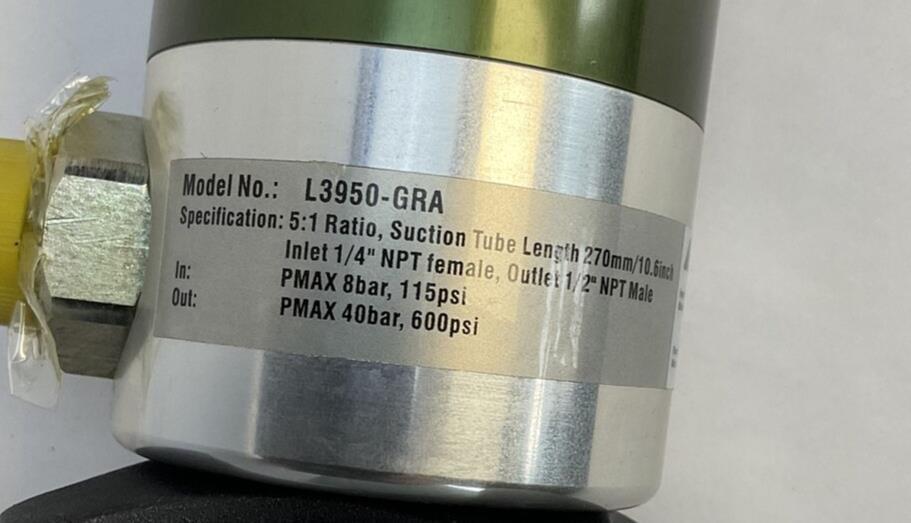 Model No.: L3950-GRA
Specification: 5:1 Ratio, Suction Tube Length 270mm/10.6inch
Inlet 1/4" NPT female, Outlet 1/2" NPT Male
In: PMAX 8bar, 115psi
Out: PMAX 40bar, 600psi